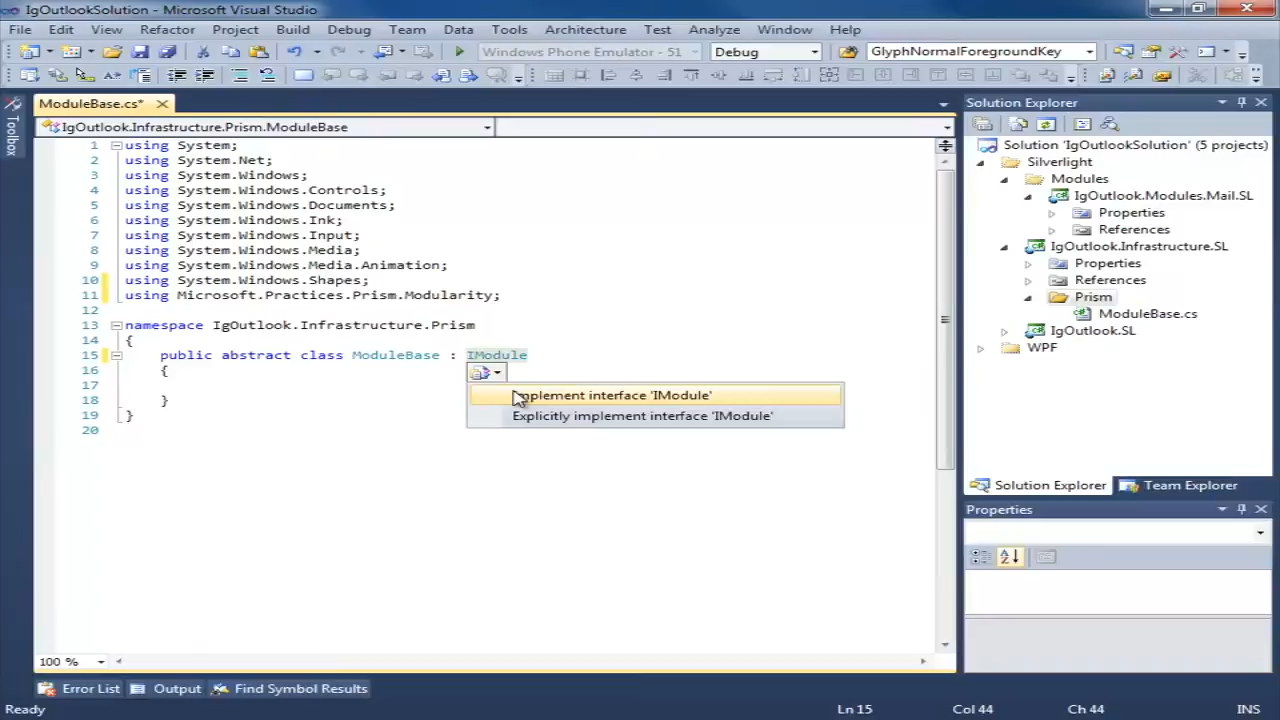 IgOutlookSolution - Microsoft Visual Studio
File Edit View Refactor Project Build Debug Team Data Tools Architecture Test Analyze Window Help
Windows Phone Emulator - 51 Debug GlyphNormalForegroundKey
ModuleBase.cs* Solution Explorer
IgOutlook.Infrastructure.Prism.ModuleBase
1 using System;
2 using System.Net;
3 using System.Windows;
4 using System.Windows.Controls;
5 using System.Windows.Documents;
6 using System.Windows.Ink;
7 using System.Windows.Input;
8 using System.Windows.Media;
9 using System.Windows.Media.Animation;
10 using System.Windows.Shapes;
11 using Microsoft.Practices.Prism.Modularity;
12
13 namespace IgOutlook.Infrastructure.Prism
14 {
15 public abstract class ModuleBase : IModule
16 {
17
18 }
19 }
20
Implement interface 'IModule'
Explicitly implement interface 'IModule'
100 %
Toolbox
Solution 'IgOutlookSolution' (5 projects)
Silverlight
Modules
IgOutlook.Modules.Mail.SL
Properties
References
IgOutlook.Infrastructure.SL
Properties
References
Prism
ModuleBase.cs
IgOutlook.SL
WPF
Solution Explorer Team Explorer
Properties
Error List Output Find Symbol Results
Ready Ln 15 Col 44 Ch 44 INS